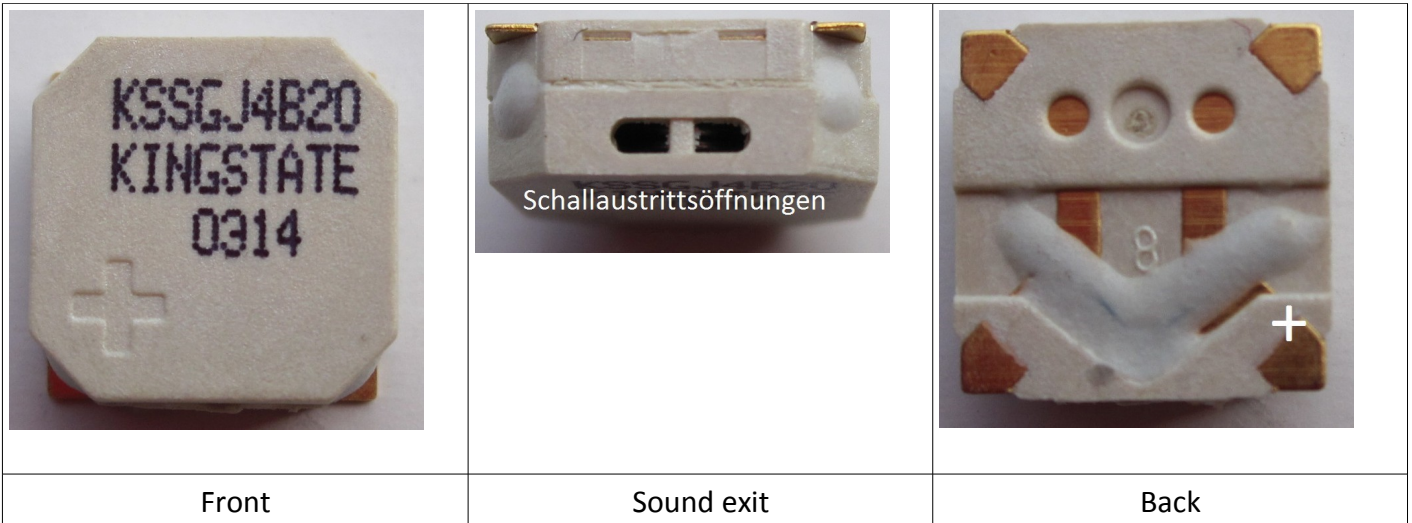 KSSGJ4B20
KINGSTATE
0314
Schallaustrittsöffnungen
8
+
Front
Sound exit
Back